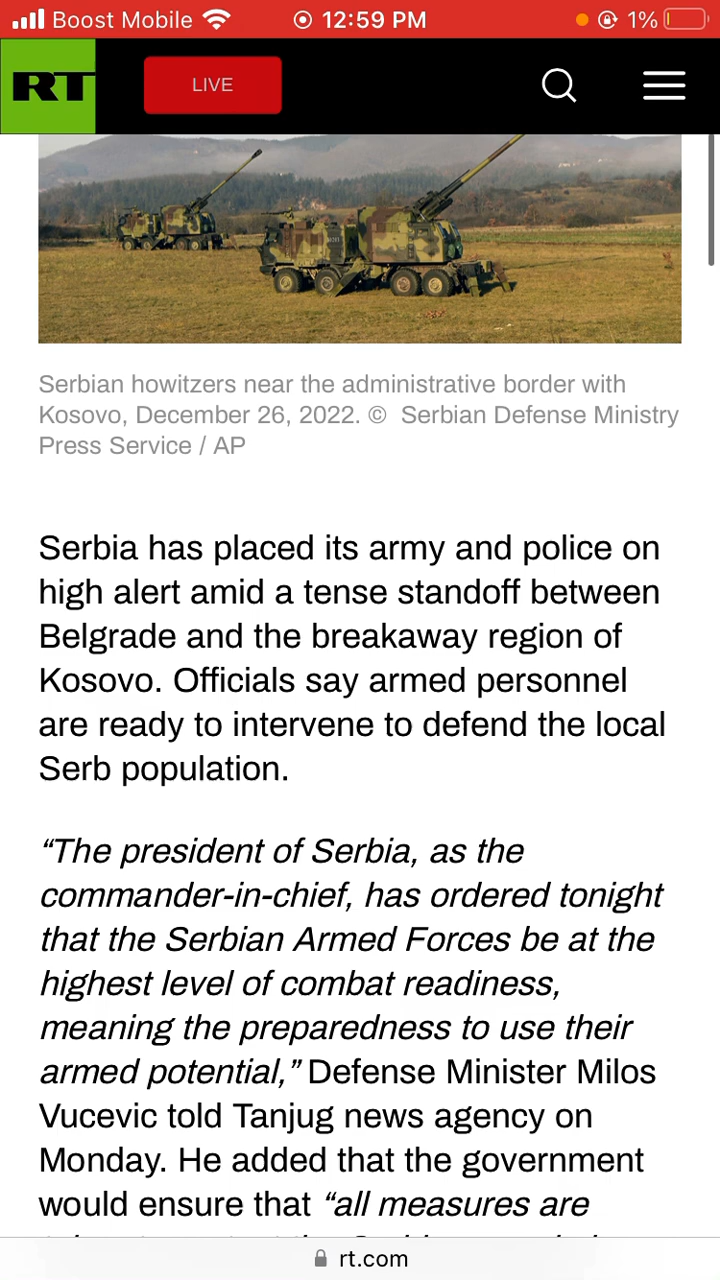 Boost Mobile 12:59 PM 1%
RT LIVE
Serbian howitzers near the administrative border with
Kosovo, December 26, 2022. © Serbian Defense Ministry
Press Service / AP
Serbia has placed its army and police on
high alert amid a tense standoff between
Belgrade and the breakaway region of
Kosovo. Officials say armed personnel
are ready to intervene to defend the local
Serb population.
“The president of Serbia, as the
commander-in-chief, has ordered tonight
that the Serbian Armed Forces be at the
highest level of combat readiness,
meaning the preparedness to use their
armed potential,” Defense Minister Milos
Vucevic told Tanjug news agency on
Monday. He added that the government
would ensure that “all measures are
rt.com